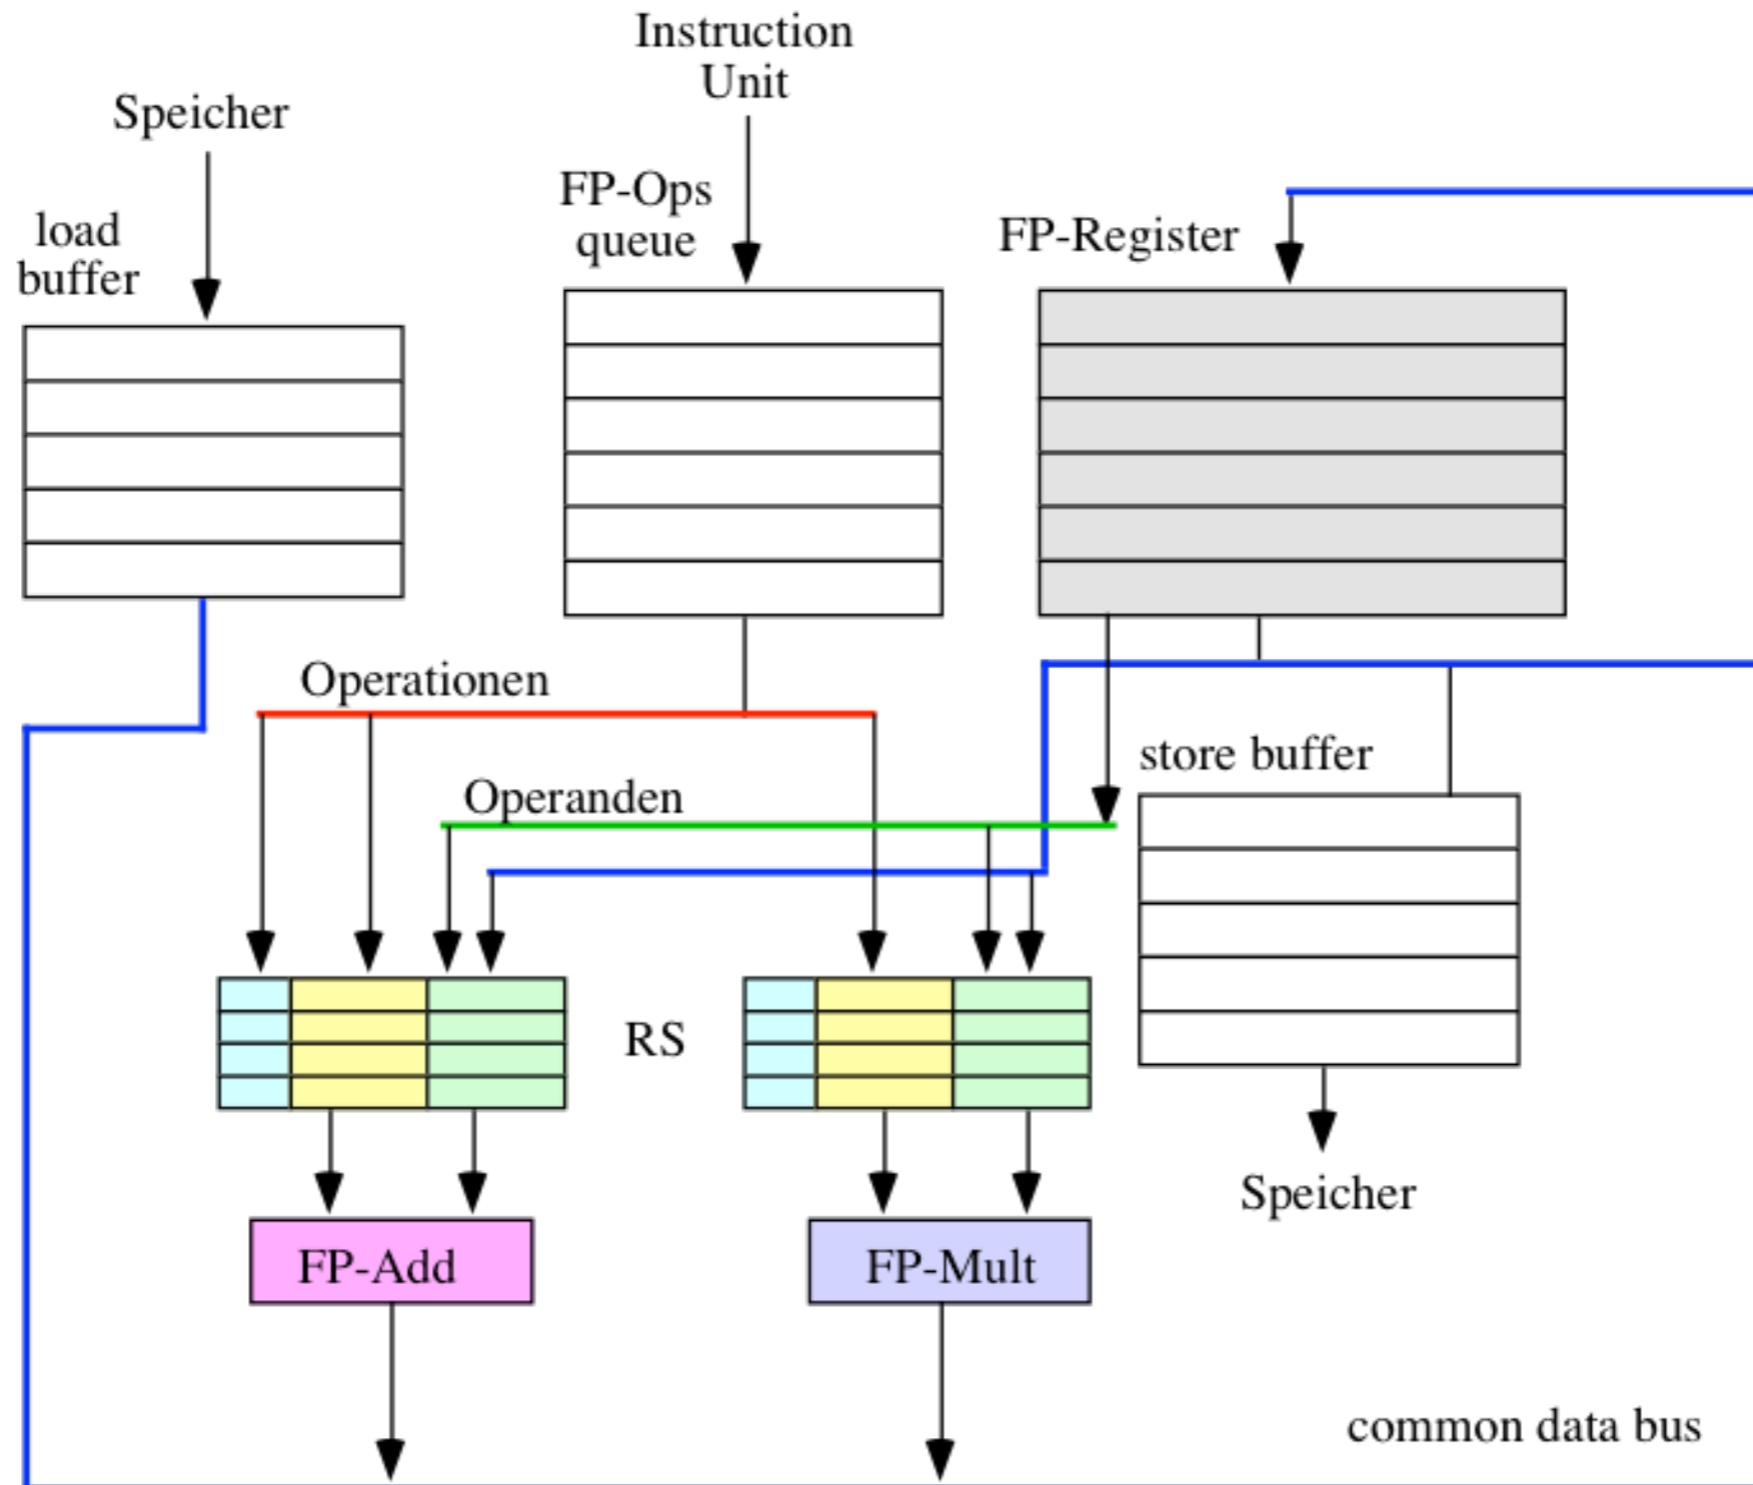 Instruction
Unit
Speicher
FP-Ops
queue
load
buffer
FP-Register
Operationen
store buffer
Operanden
RS
Speicher
FP-Add
FP-Mult
common data bus